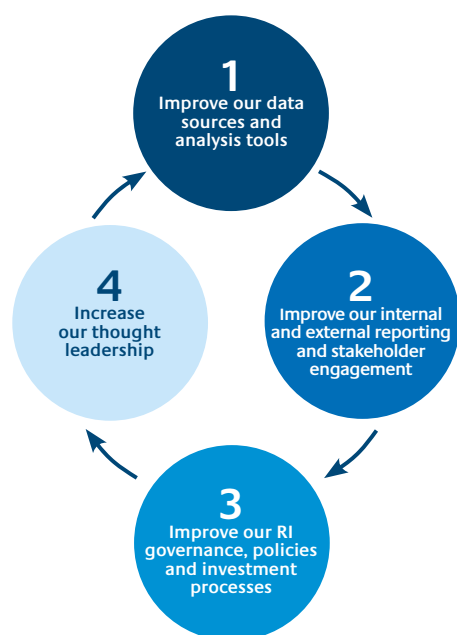 1
Improve our data
sources and
analysis tools
2
Improve our internal
and external reporting
and stakeholder
engagement
3
Improve our RI
governance, policies
and investment
processes
4
Increase
our thought
leadership